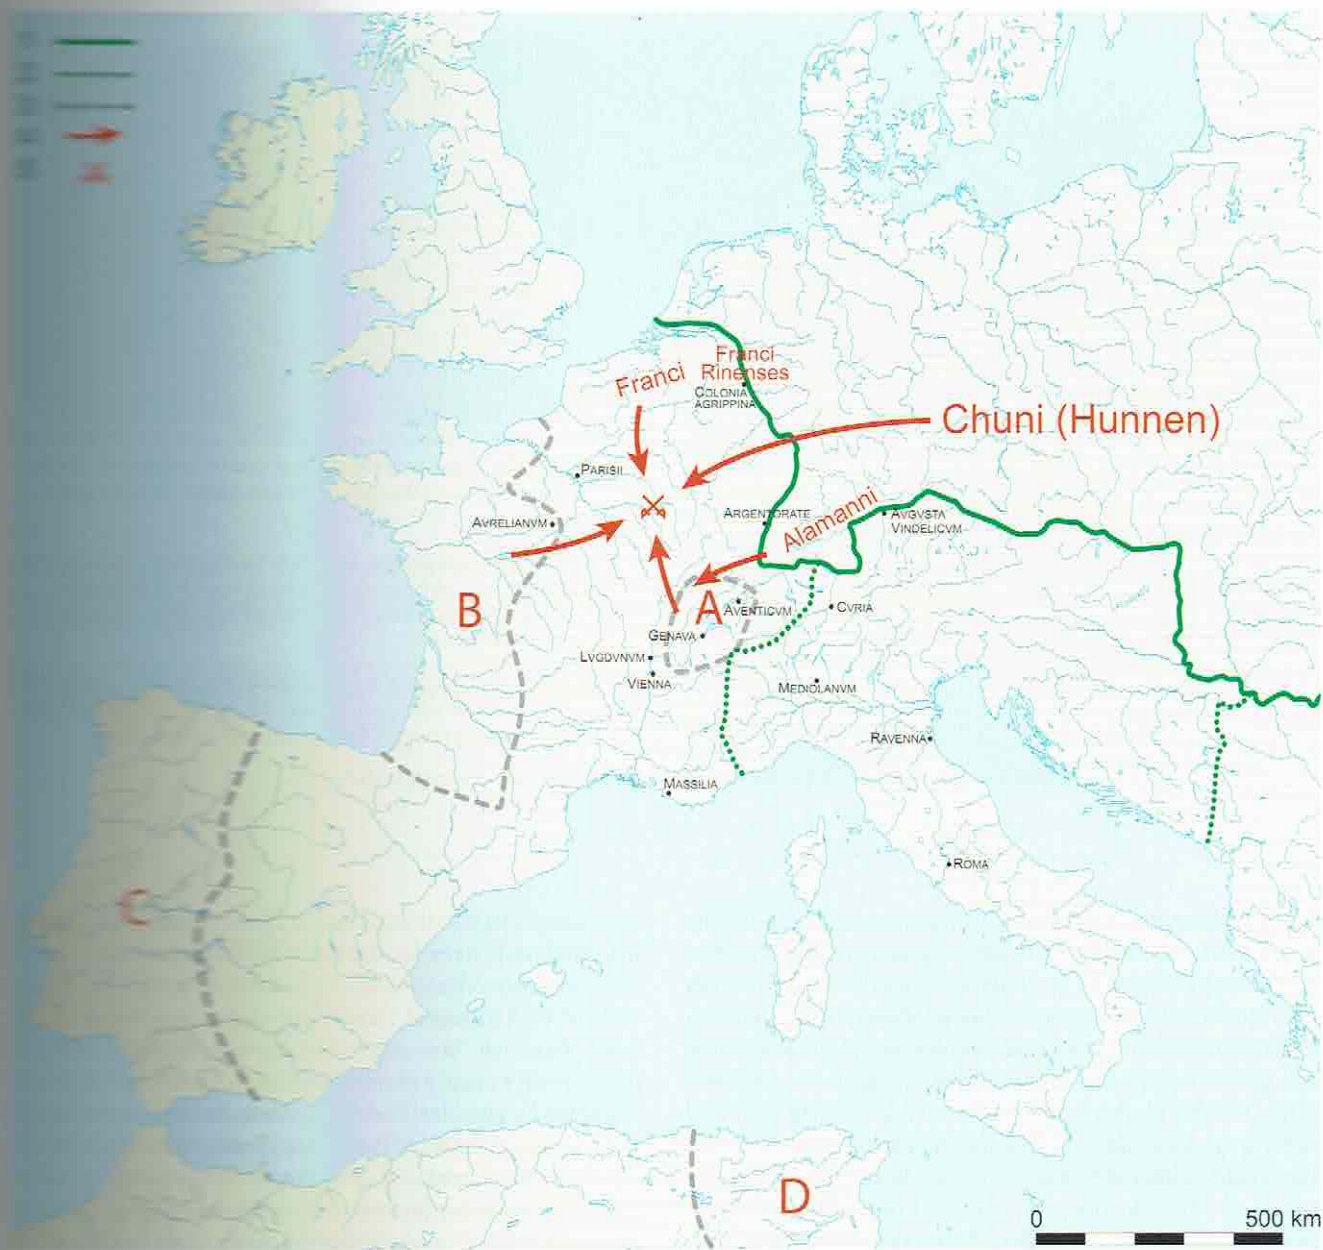 Franci
Franci
Rinenses
COLONIA
AGRIPPINA
Chuni (Hunnen)
PARISII
AVRELIANVM
ARGENTORATE
Alamanni
AVGVSTA
VINDELICVM
B
A
AVENTICVM
CVRIA
GENAVA
LVGDVNVM
VIENNA
MEDIOLANVM
RAVENNA
MASSILIA
ROMA
C
D
0 500 km